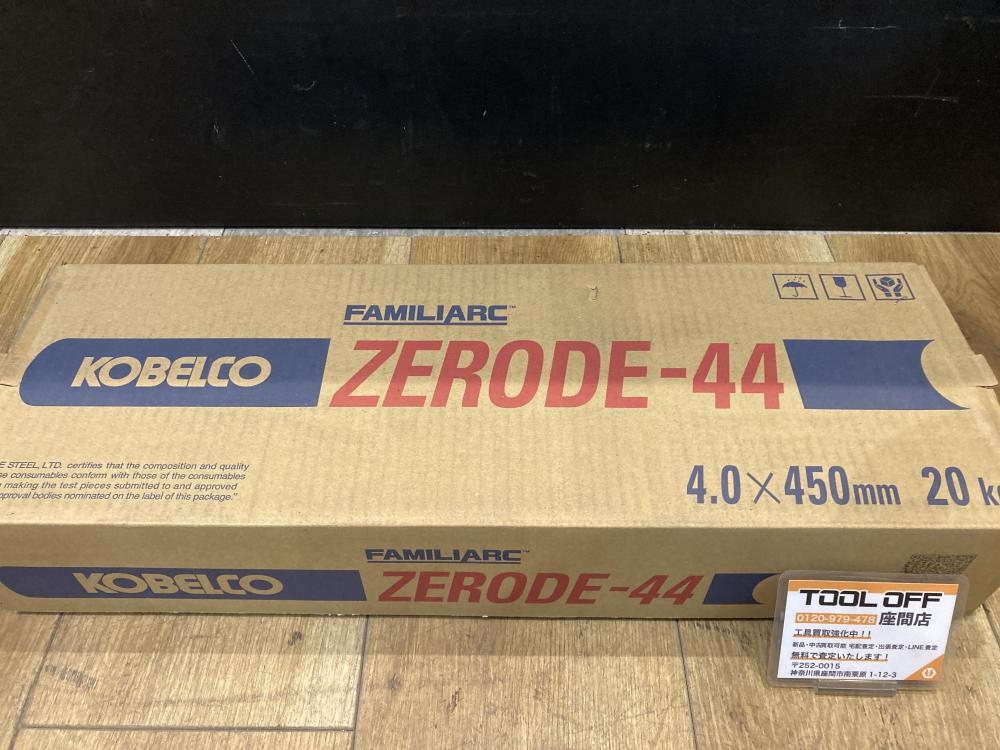 FAMILIARC™
KOBELCO ZERODE-44
E STEEL, LTD. certifies that the composition and quality
se consumables conform with those of the consumables
making the test pieces submitted to and approved
approval bodies nominated on the label of this package."
4.0×450mm 20
FAMILIARC™
KOBELCO ZERODE-44
TOOL OFF
0120-979-478 座間店
工具買取強化中!!
新品・中古買取可能 宅配査定・出張査定・LINE査定
無料で査定いたします!
〒252-0015
神奈川県座間市南栗原 1-12-3